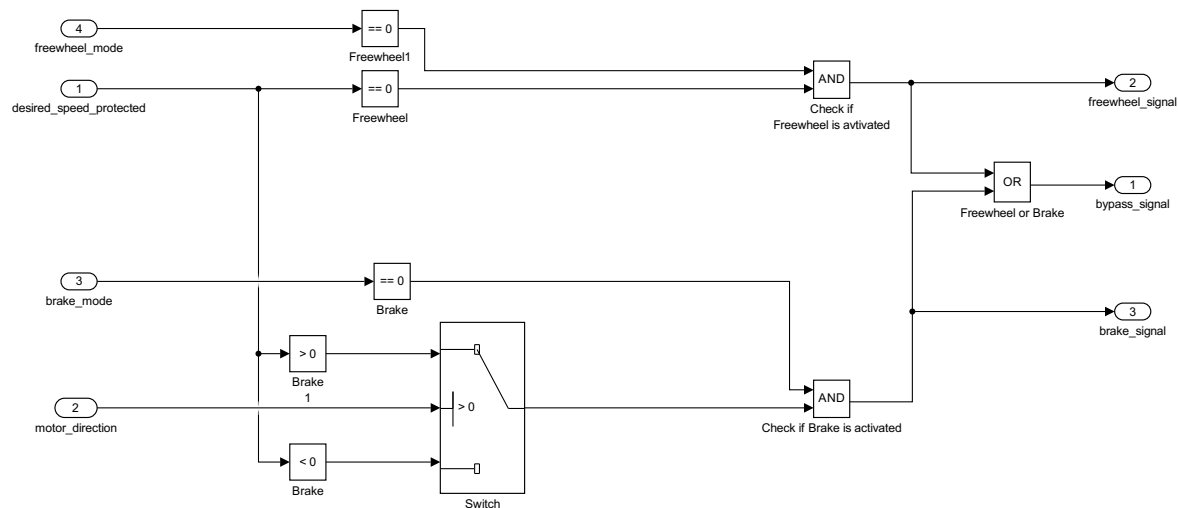 4
freewheel_mode
== 0
Freewheel1
1
desired_speed_protected
== 0
Freewheel
AND
Check if
Freewheel is avtivated
2
freewheel_signal
OR
Freewheel or Brake
1
bypass_signal
3
brake_mode
== 0
Brake
3
brake_signal
> 0
Brake
1
2
motor_direction
> 0
AND
Check if Brake is activated
< 0
Brake
Switch